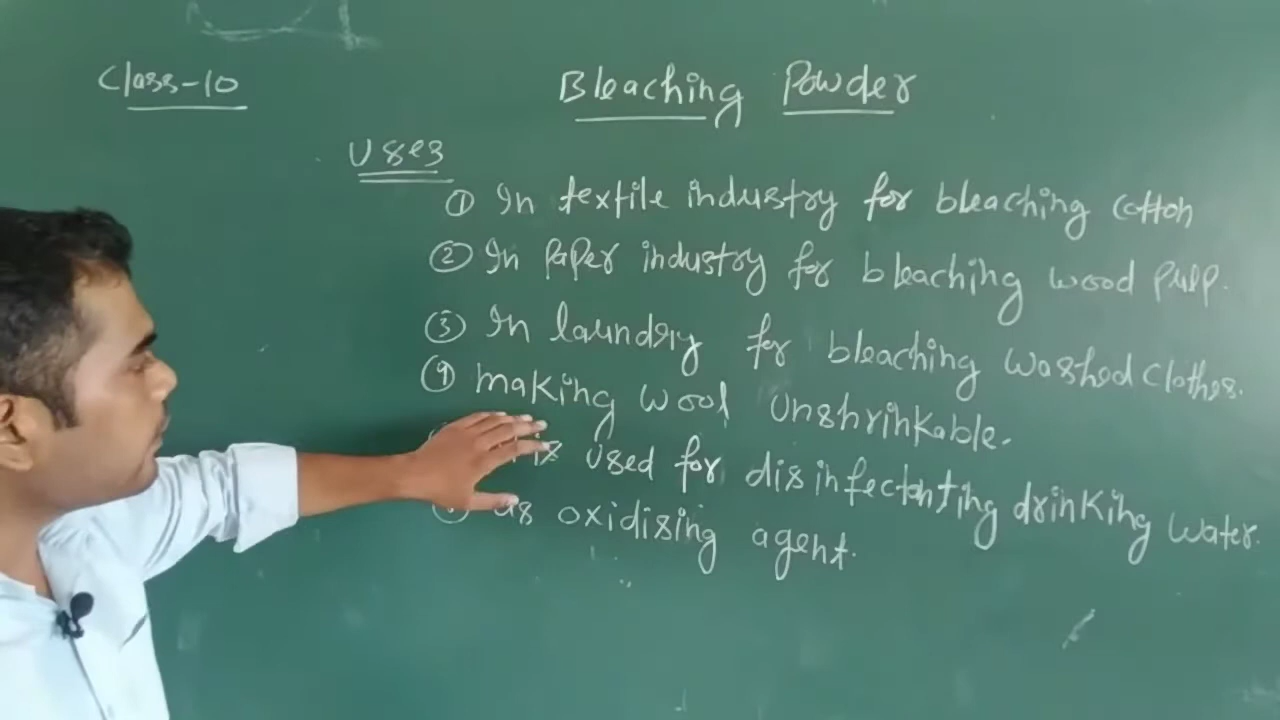 Class-10
Bleaching Powder
Uses
① In textile industry for bleaching cotton
② In paper industry for bleaching wood pulp.
③ In laundry for bleaching washed clothes.
④ making wool Unshrinkable.
is used for disinfectanting drinking water.
as oxidising agent.